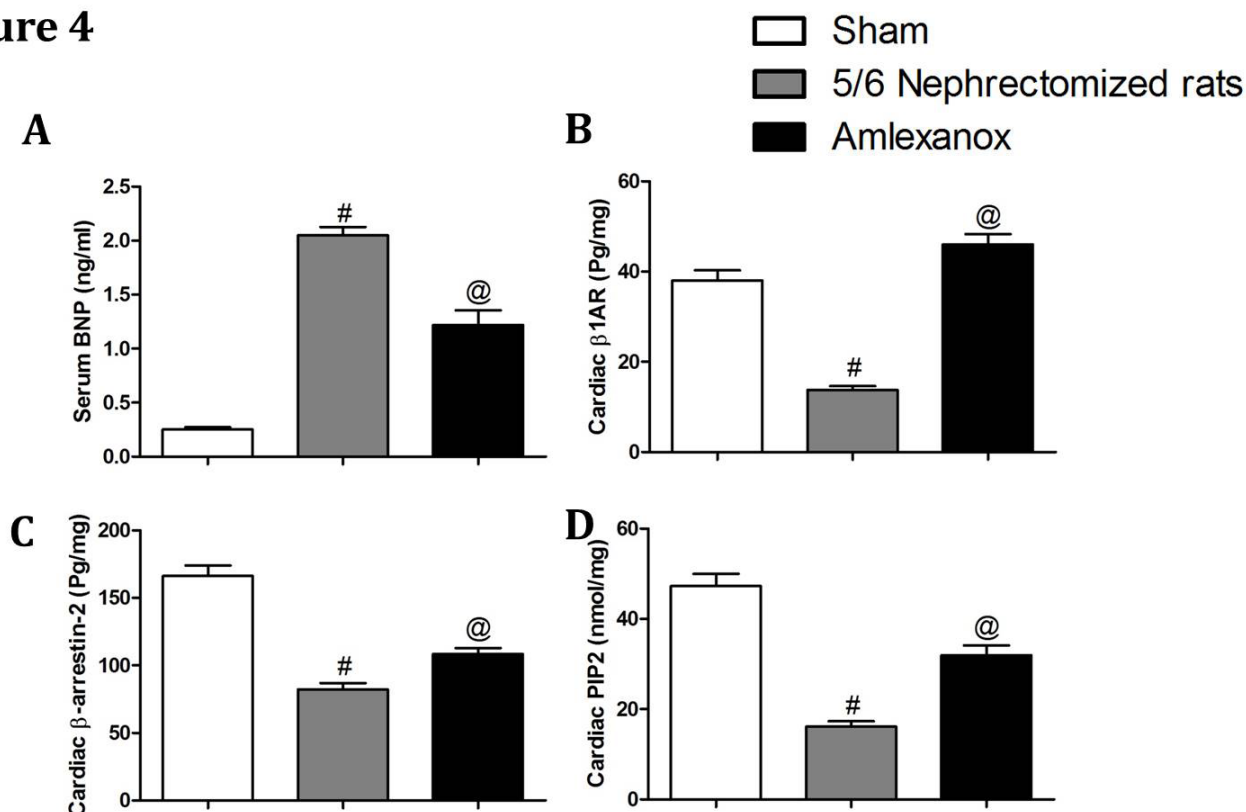 ure 4
Sham
5/6 Nephrectomized rats
Amlexanox
A
Serum BNP (ng/ml)
2.5
2.0
1.5
1.0
0.5
0.0
#
@
B
Cardiac β1AR (Pg/mg)
60
40
20
0
#
@
C
Cardiac β-arrestin-2 (Pg/mg)
200
150
100
50
0
#
@
D
Cardiac PIP2 (nmol/mg)
60
40
20
0
#
@